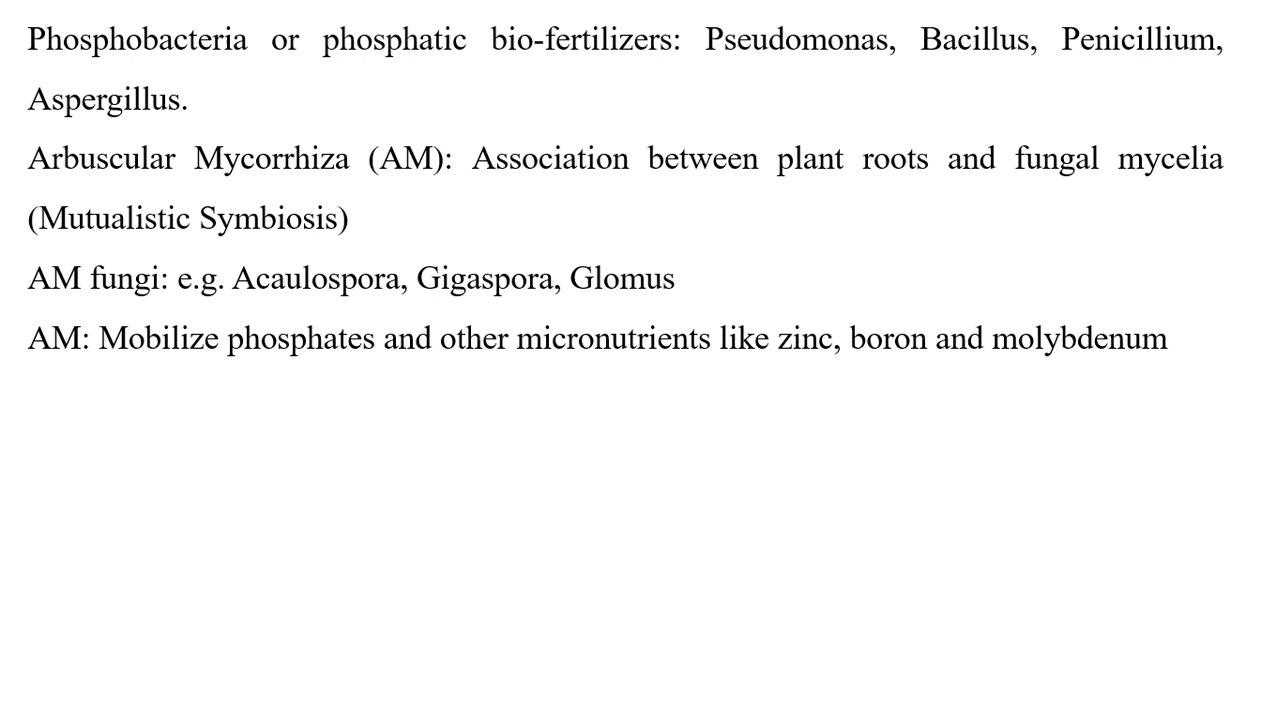 Phosphobacteria or phosphatic bio-fertilizers: Pseudomonas, Bacillus, Penicillium,
Aspergillus.
Arbuscular Mycorrhiza (AM): Association between plant roots and fungal mycelia
(Mutualistic Symbiosis)
AM fungi: e.g. Acaulospora, Gigaspora, Glomus
AM: Mobilize phosphates and other micronutrients like zinc, boron and molybdenum